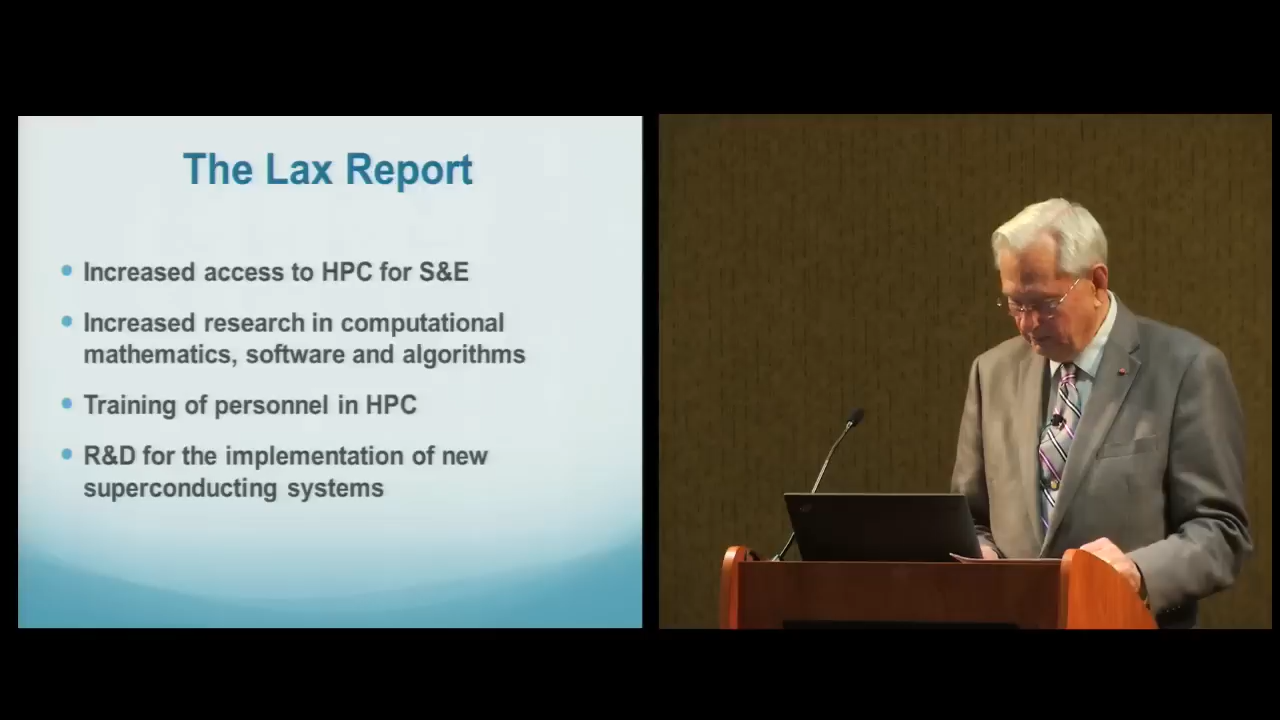 The Lax Report
Increased access to HPC for S&E
Increased research in computational
mathematics, software and algorithms
Training of personnel in HPC
R&D for the implementation of new
superconducting systems